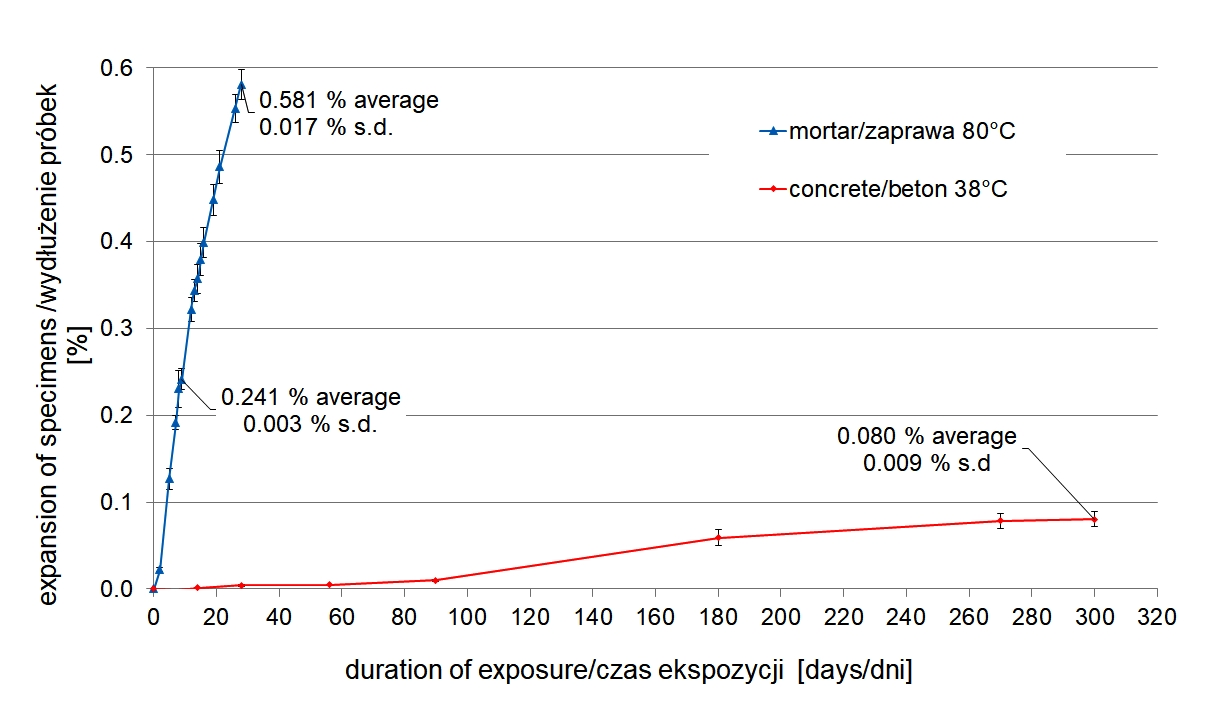 0.6
0.5
0.4
0.3
0.2
0.1
0.0
expansion of specimens /wydłużenie próbek
[%]
0.581 % average
0.017 % s.d.
mortar/zaprawa 80°C
concrete/beton 38°C
0.241 % average
0.003 % s.d.
0.080 % average
0.009 % s.d
0 20 40 60 80 100 120 140 160 180 200 220 240 260 280 300 320
duration of exposure/czas ekspozycji [days/dni]